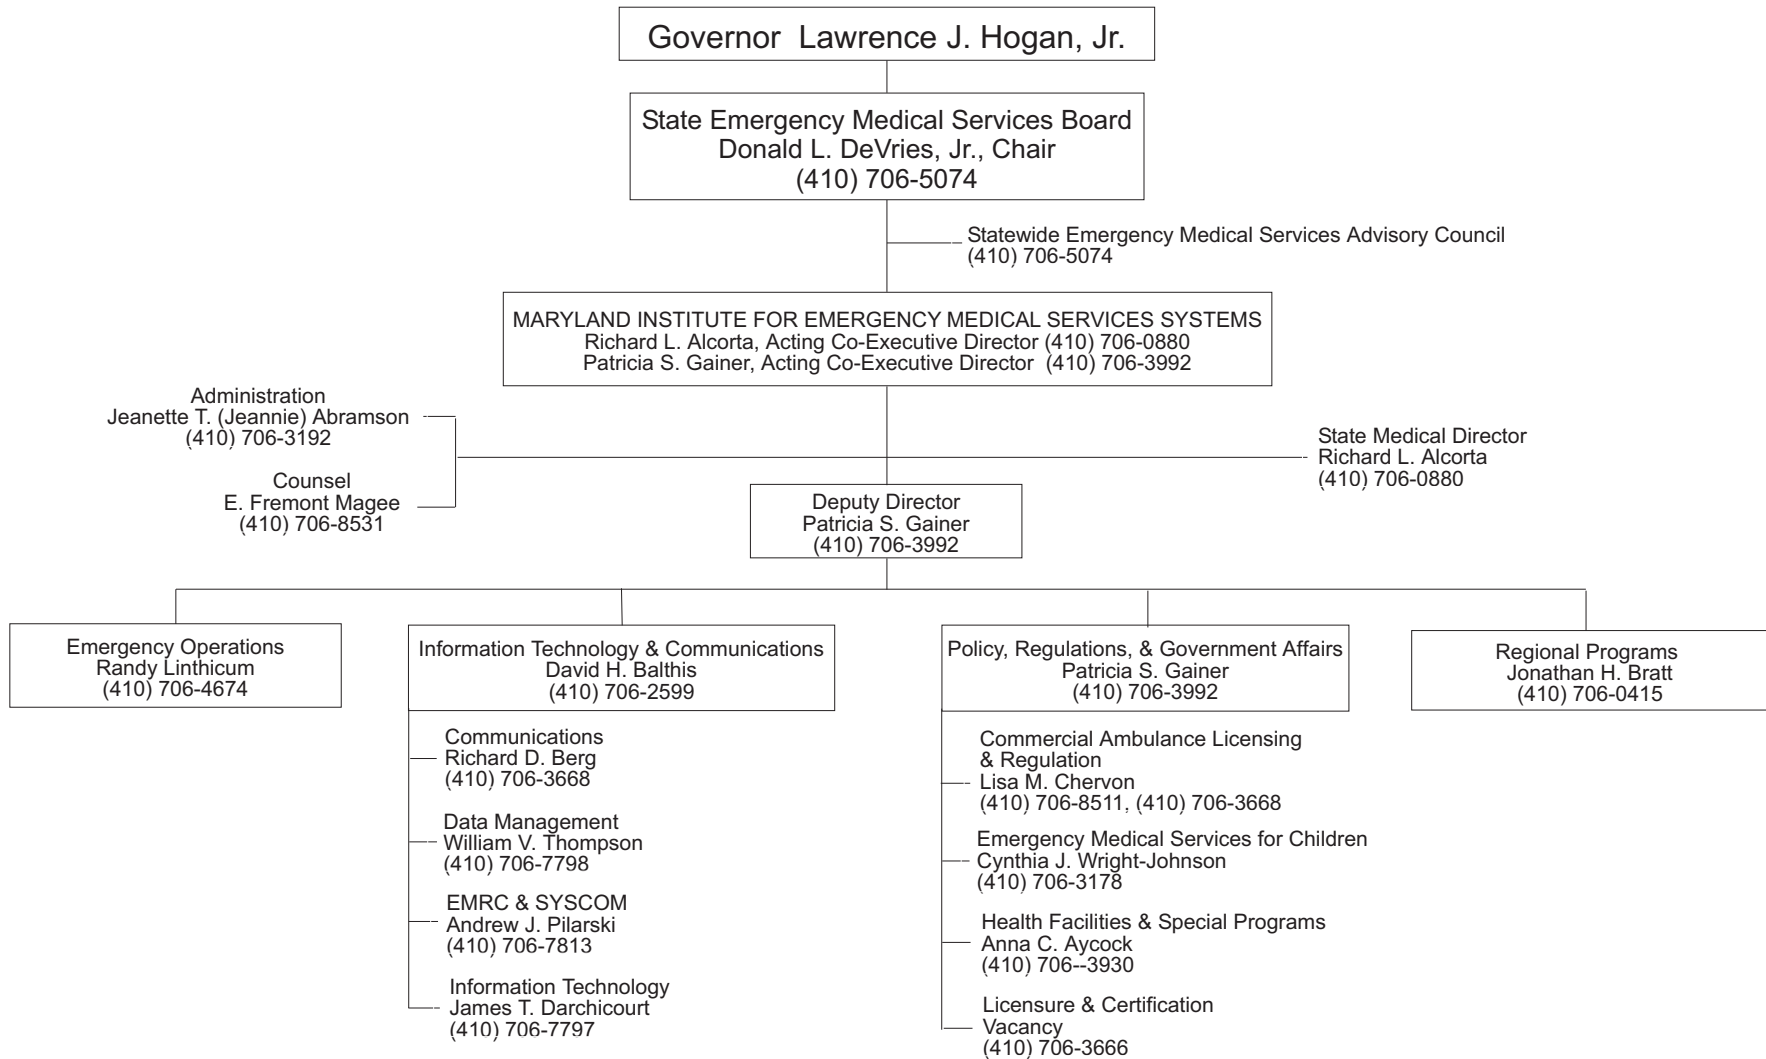 Governor  Lawrence J. Hogan, Jr.
State Emergency Medical Services Board
Donald L. DeVries, Jr., Chair
(410) 706-5074
Statewide Emergency Medical Services Advisory Council
(410) 706-5074
MARYLAND INSTITUTE FOR EMERGENCY MEDICAL SERVICES SYSTEMS
Richard L. Alcorta, Acting Co-Executive Director (410) 706-0880
Patricia S. Gainer, Acting Co-Executive Director  (410) 706-3992
Administration
Jeanette T. (Jeannie) Abramson
(410) 706-3192
Counsel
E. Fremont Magee
(410) 706-8531
State Medical Director
Richard L. Alcorta
(410) 706-0880
Deputy Director
Patricia S. Gainer
(410) 706-3992
Emergency Operations
Randy Linthicum
(410) 706-4674
Information Technology & Communications
David H. Balthis
(410) 706-2599
Communications
Richard D. Berg
(410) 706-3668
Data Management
William V. Thompson
(410) 706-7798
EMRC & SYSCOM
Andrew J. Pilarski
(410) 706-7813
Information Technology
James T. Darchicourt
(410) 706-7797
Policy, Regulations, & Government Affairs
Patricia S. Gainer
(410) 706-3992
Commercial Ambulance Licensing
& Regulation
Lisa M. Chervon
(410) 706-8511, (410) 706-3668
Emergency Medical Services for Children
Cynthia J. Wright-Johnson
(410) 706-3178
Health Facilities & Special Programs
Anna C. Aycock
(410) 706--3930
Licensure & Certification
Vacancy
(410) 706-3666
Regional Programs
Jonathan H. Bratt
(410) 706-0415